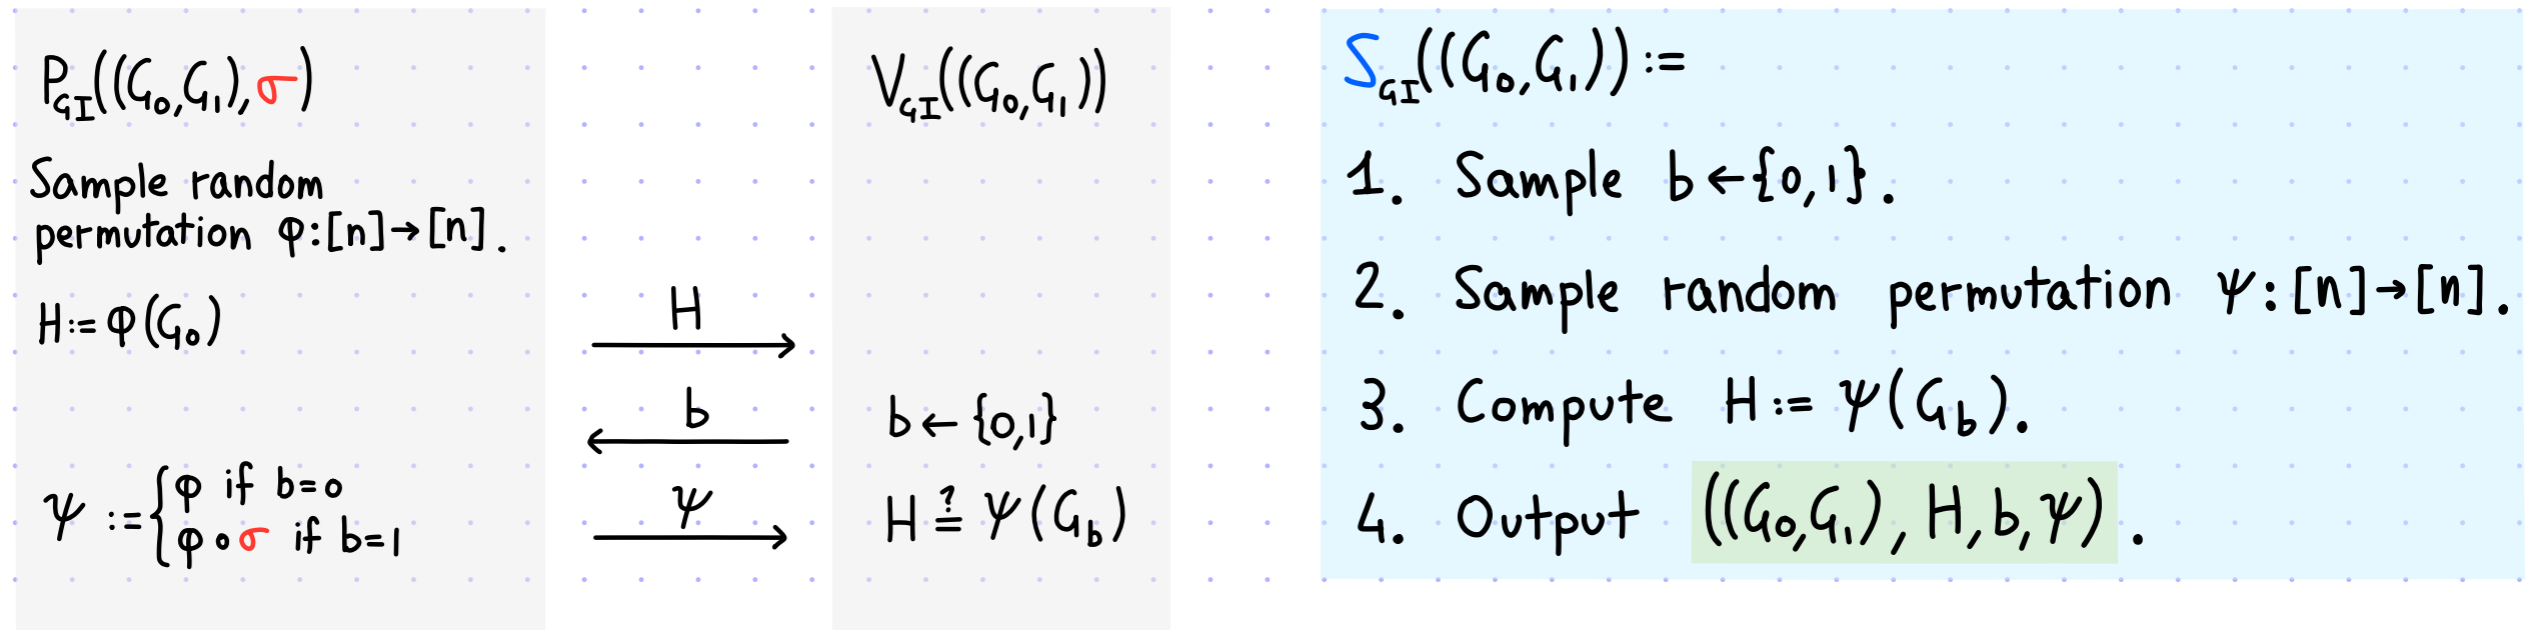 P_GI((G₀,G₁),σ)
Sample random
permutation φ:[n]→[n].
H:=φ(G₀)
ψ := { φ if b=0
φ∘σ if b=1
H
b
ψ
V_GI((G₀,G₁))
b←{0,1}
H ≟ ψ(G_b)
S_GI((G₀,G₁)):=
1. Sample b←{0,1}.
2. Sample random permutation ψ:[n]→[n].
3. Compute H:=ψ(G_b).
4. Output ((G₀,G₁),H,b,ψ).